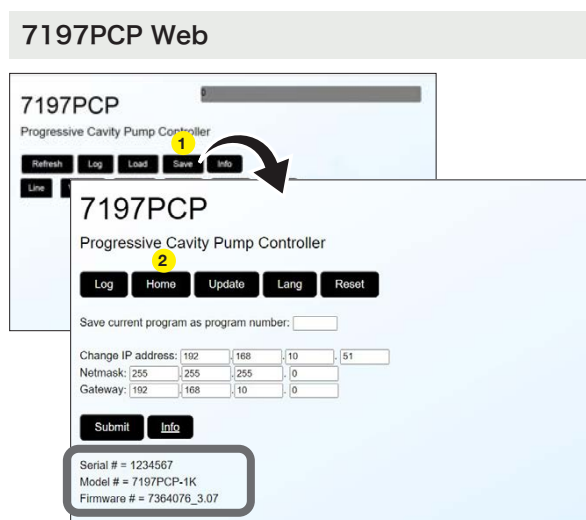 7197PCP Web
0
7197PCP
Progressive Cavity Pump Controller
1
Refresh Log Load Save Info
Line
7197PCP
Progressive Cavity Pump Controller
2
Log Home Update Lang Reset
Save current program as program number:
Change IP address: 192 . 168 . 10 . 51
Netmask: 255 . 255 . 255 . 0
Gateway: 192 . 168 . 10 . 0
Submit Info
Serial # = 1234567
Model # = 7197PCP-1K
Firmware # = 7364076_3.07